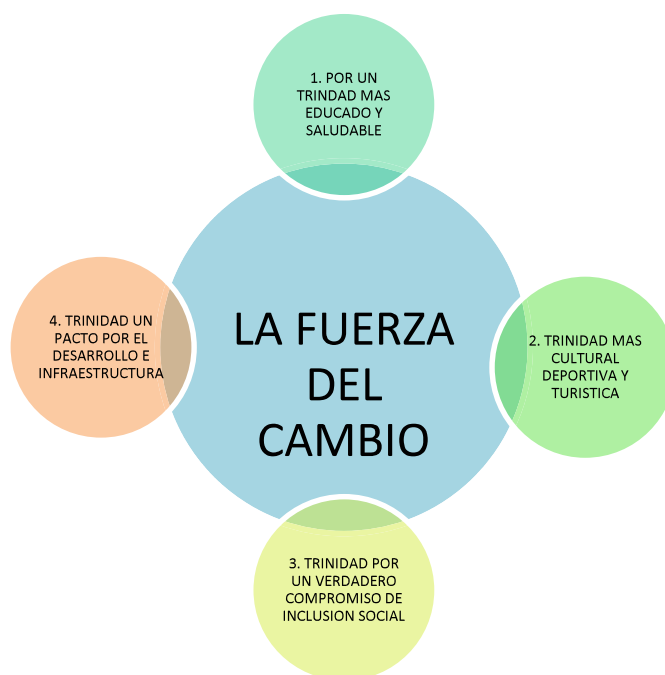 1. POR UN
TRINDAD MAS
EDUCADO Y
SALUDABLE
LA FUERZA
DEL
CAMBIO
2. TRINIDAD MAS
CULTURAL
DEPORTIVA Y
TURISTICA
3. TRINIDAD POR
UN VERDADERO
COMPROMISO DE
INCLUSION SOCIAL
4. TRINIDAD UN
PACTO POR EL
DESARROLLO E
INFRAESTRUCTURA